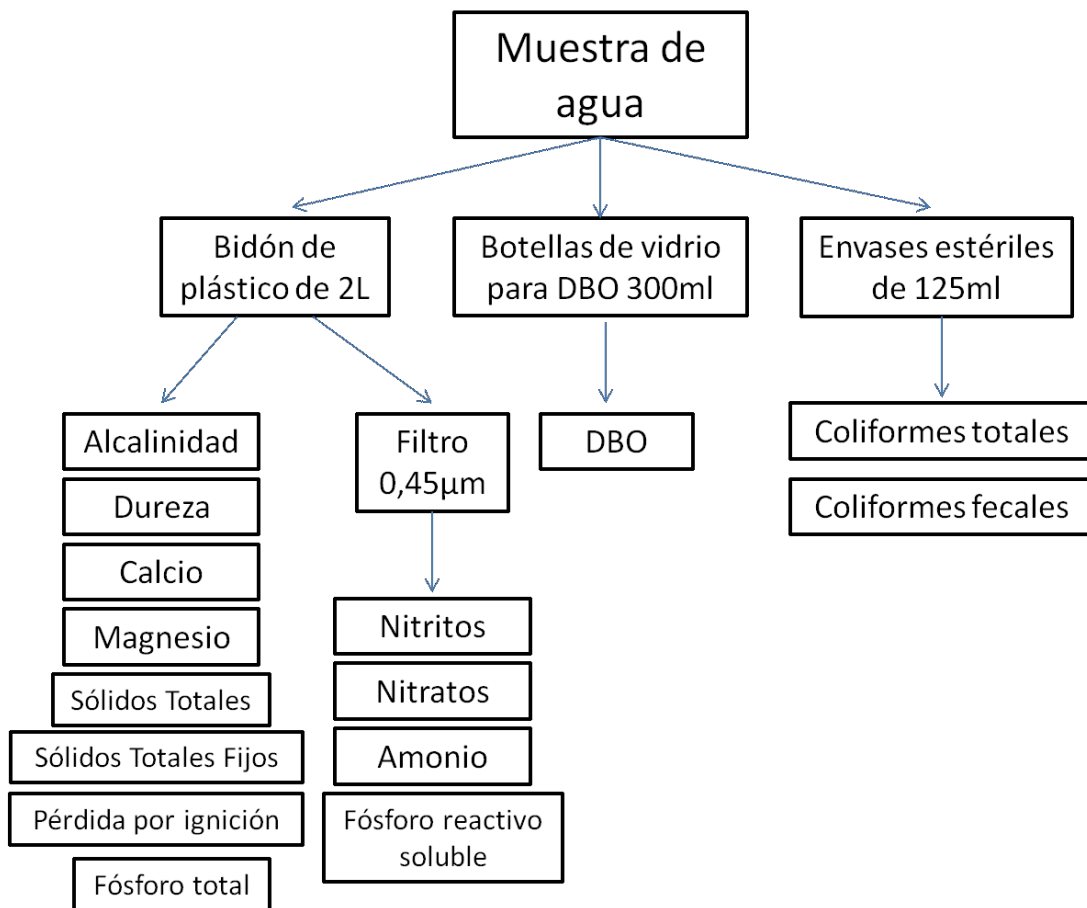 Muestra de
agua
Bidón de
plástico de 2L
Botellas de vidrio
para DBO 300ml
Envases estériles
de 125ml
Alcalinidad
Dureza
Calcio
Magnesio
Sólidos Totales
Sólidos Totales Fijos
Pérdida por ignición
Fósforo total
Filtro
0,45µm
Nitritos
Nitratos
Amonio
Fósforo reactivo
soluble
DBO
Coliformes totales
Coliformes fecales